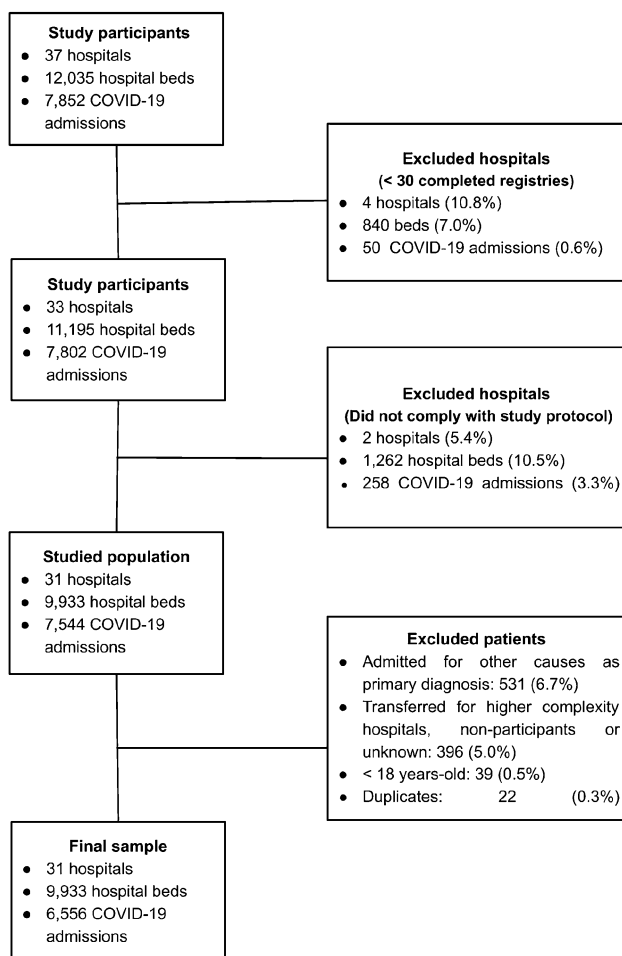 Study participants
● 37 hospitals
● 12,035 hospital beds
● 7,852 COVID-19
admissions
Excluded hospitals
(< 30 completed registries)
● 4 hospitals (10.8%)
● 840 beds (7.0%)
● 50 COVID-19 admissions (0.6%)
Study participants
● 33 hospitals
● 11,195 hospital beds
● 7,802 COVID-19
admissions
Excluded hospitals
(Did not comply with study protocol)
● 2 hospitals (5.4%)
● 1,262 hospital beds (10.5%)
● 258 COVID-19 admissions (3.3%)
Studied population
● 31 hospitals
● 9,933 hospital beds
● 7,544 COVID-19
admissions
Excluded patients
● Admitted for other causes as
primary diagnosis: 531 (6.7%)
● Transferred for higher complexity
hospitals, non-participants or
unknown: 396 (5.0%)
● < 18 years-old: 39 (0.5%)
● Duplicates: 22 (0.3%)
Final sample
● 31 hospitals
● 9,933 hospital beds
● 6,556 COVID-19
admissions